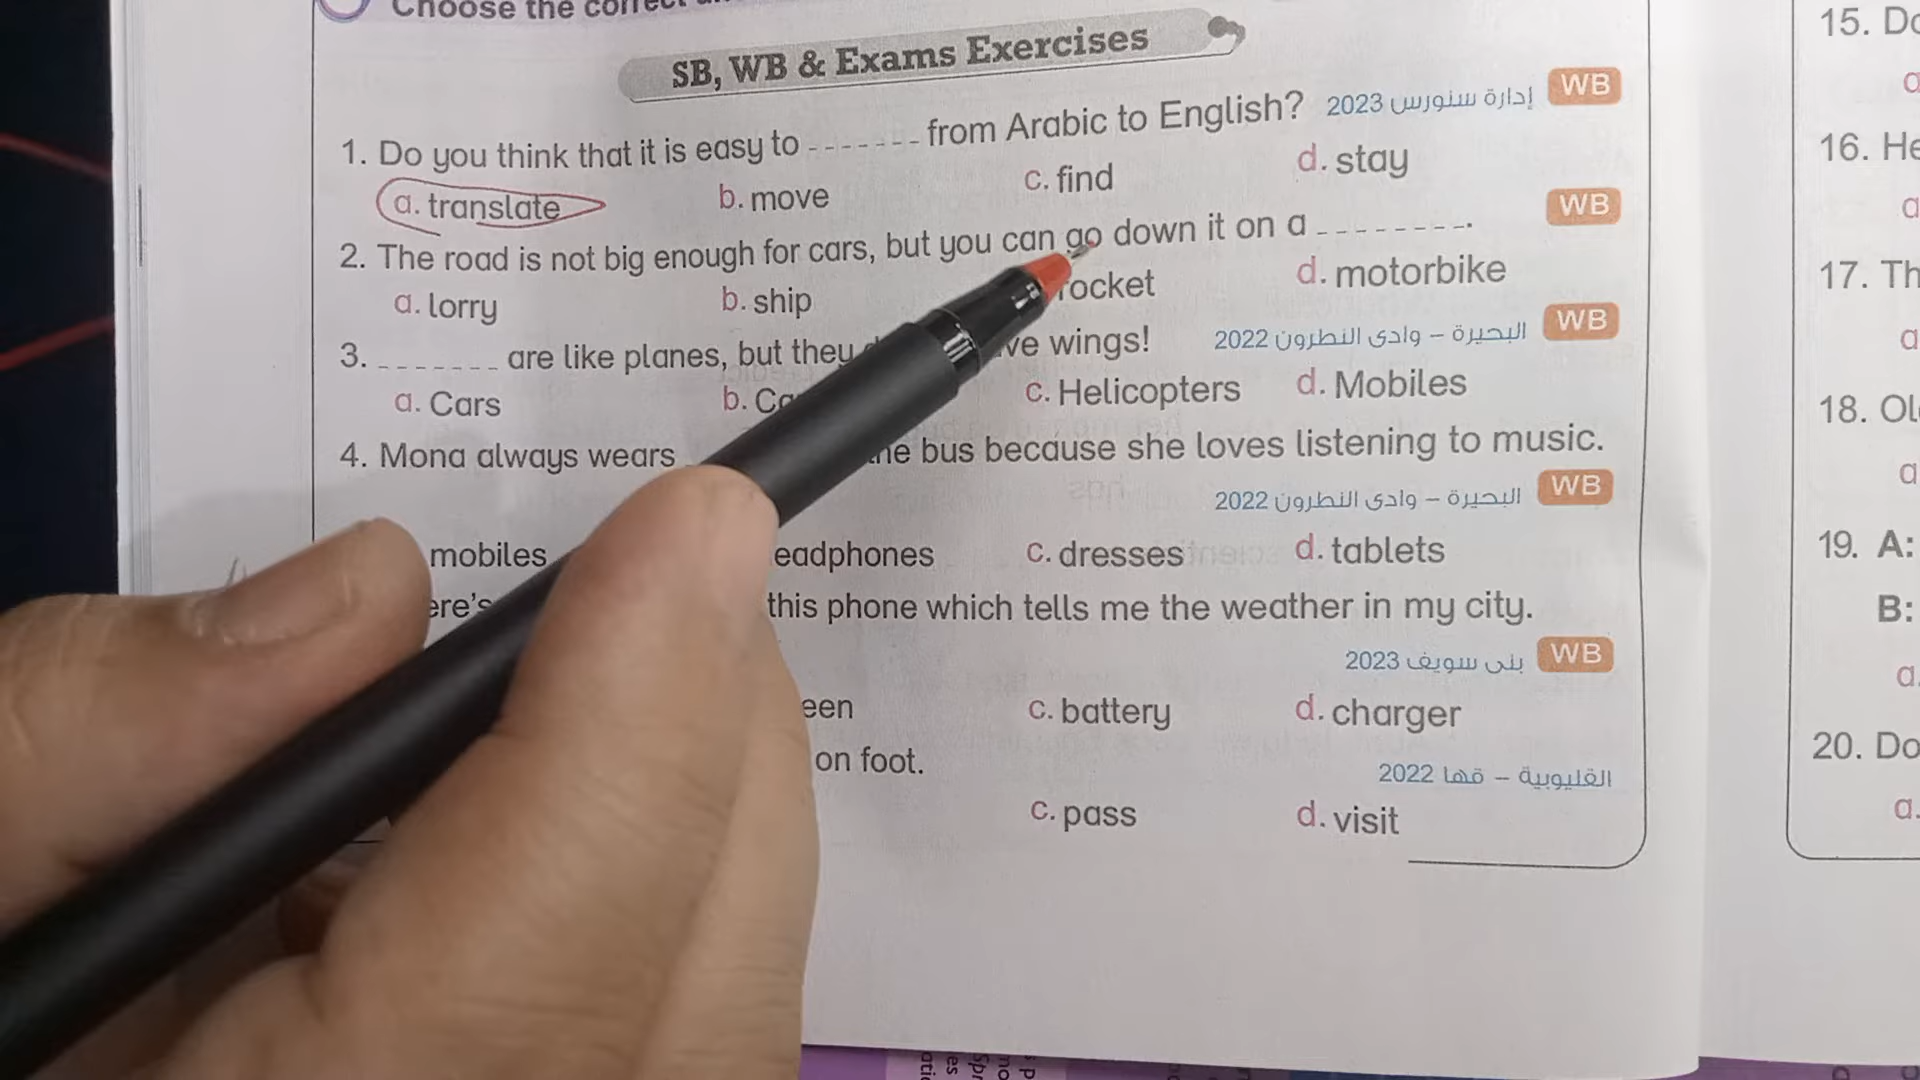 Choose the correct
SB, WB & Exams Exercises
1. Do you think that it is easy to ------- from Arabic to English? إدارة سنورس 2023 WB
a. translate b. move c. find d. stay
2. The road is not big enough for cars, but you can go down it on a --------. WB
a. lorry b. ship rocket d. motorbike
3. ------- are like planes, but they wings! البحيرة – وادى النطرون 2022 WB
a. Cars b. c. Helicopters d. Mobiles
4. Mona always wears bus because she loves listening to music.
البحيرة – وادى النطرون 2022 WB
mobiles eadphones c. dresses d. tablets
ere's this phone which tells me the weather in my city.
بنى سويف 2023 WB
een c. battery d. charger
on foot. القليوبية – قها 2022
c. pass d. visit
15. Do
a
16. He
a
17. Th
a
18. Ol
a
19. A:
B:
a.
20. Do
a.